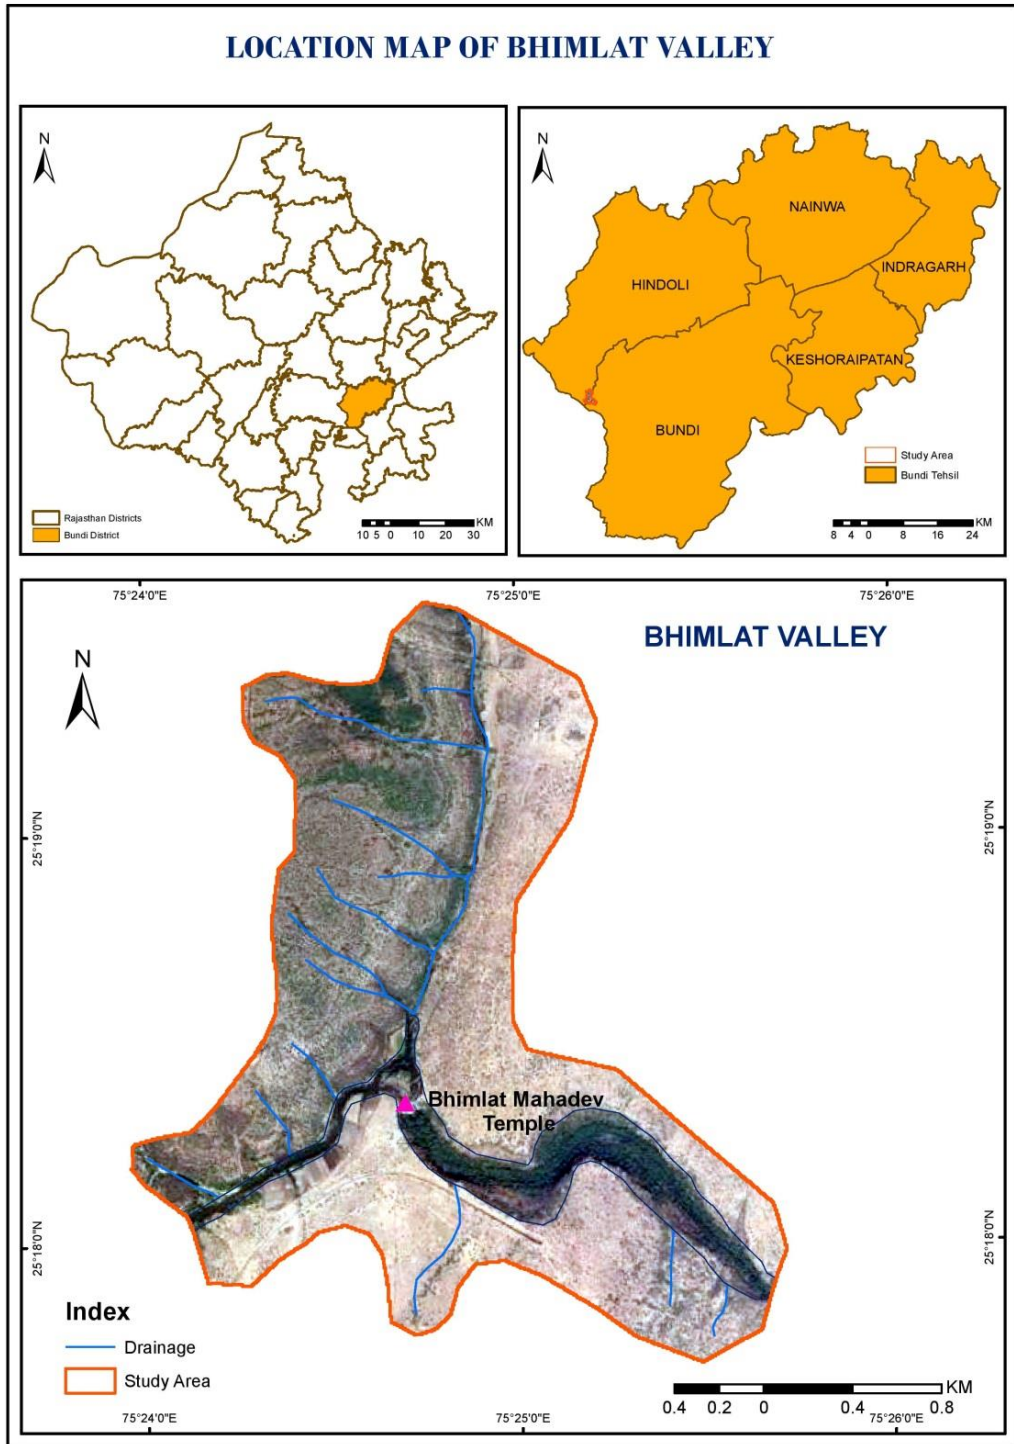 LOCATION MAP OF BHIMLAT VALLEY
N
Rajasthan Districts
Bundi District
10 5 0 10 20 30 KM
N
NAINWA
HINDOLI
INDRAGARH
KESHORAIPATAN
BUNDI
Study Area
Bundi Tehsil
8 4 0 8 16 24 KM
75°24'0"E 75°25'0"E 75°26'0"E
BHIMLAT VALLEY
N
25°19'0"N 25°19'0"N
Bhimlat Mahadev
Temple
25°18'0"N 25°18'0"N
Index
Drainage
Study Area
0.4 0.2 0 0.4 0.8 KM
75°24'0"E 75°25'0"E 75°26'0"E